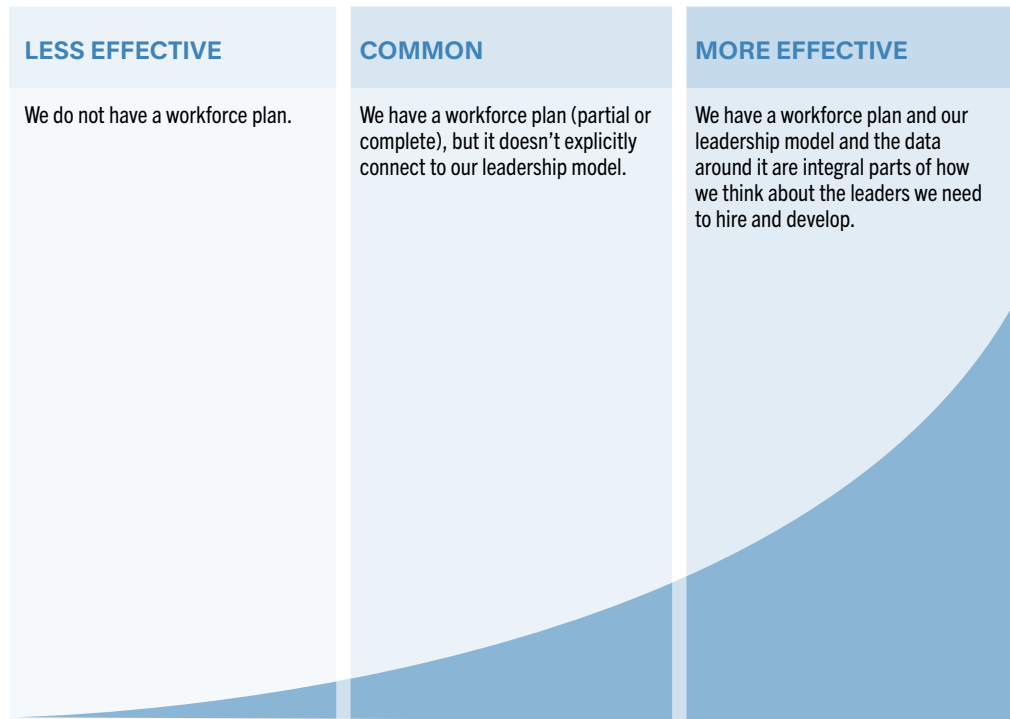 LESS EFFECTIVE
We do not have a workforce plan.
COMMON
We have a workforce plan (partial or
complete), but it doesn’t explicitly
connect to our leadership model.
MORE EFFECTIVE
We have a workforce plan and our
leadership model and the data
around it are integral parts of how
we think about the leaders we need
to hire and develop.